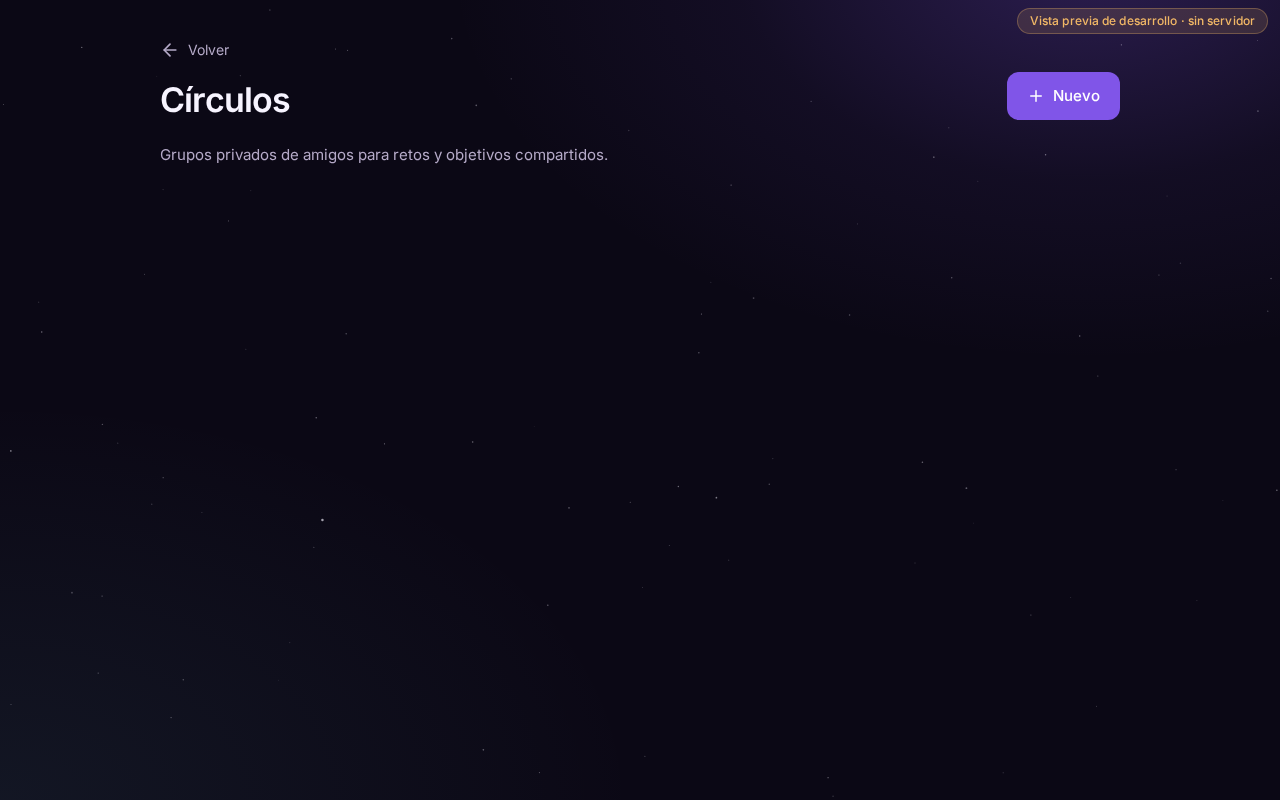 Vista previa de desarrollo · sin servidor
Volver
Círculos
Nuevo
Grupos privados de amigos para retos y objetivos compartidos.